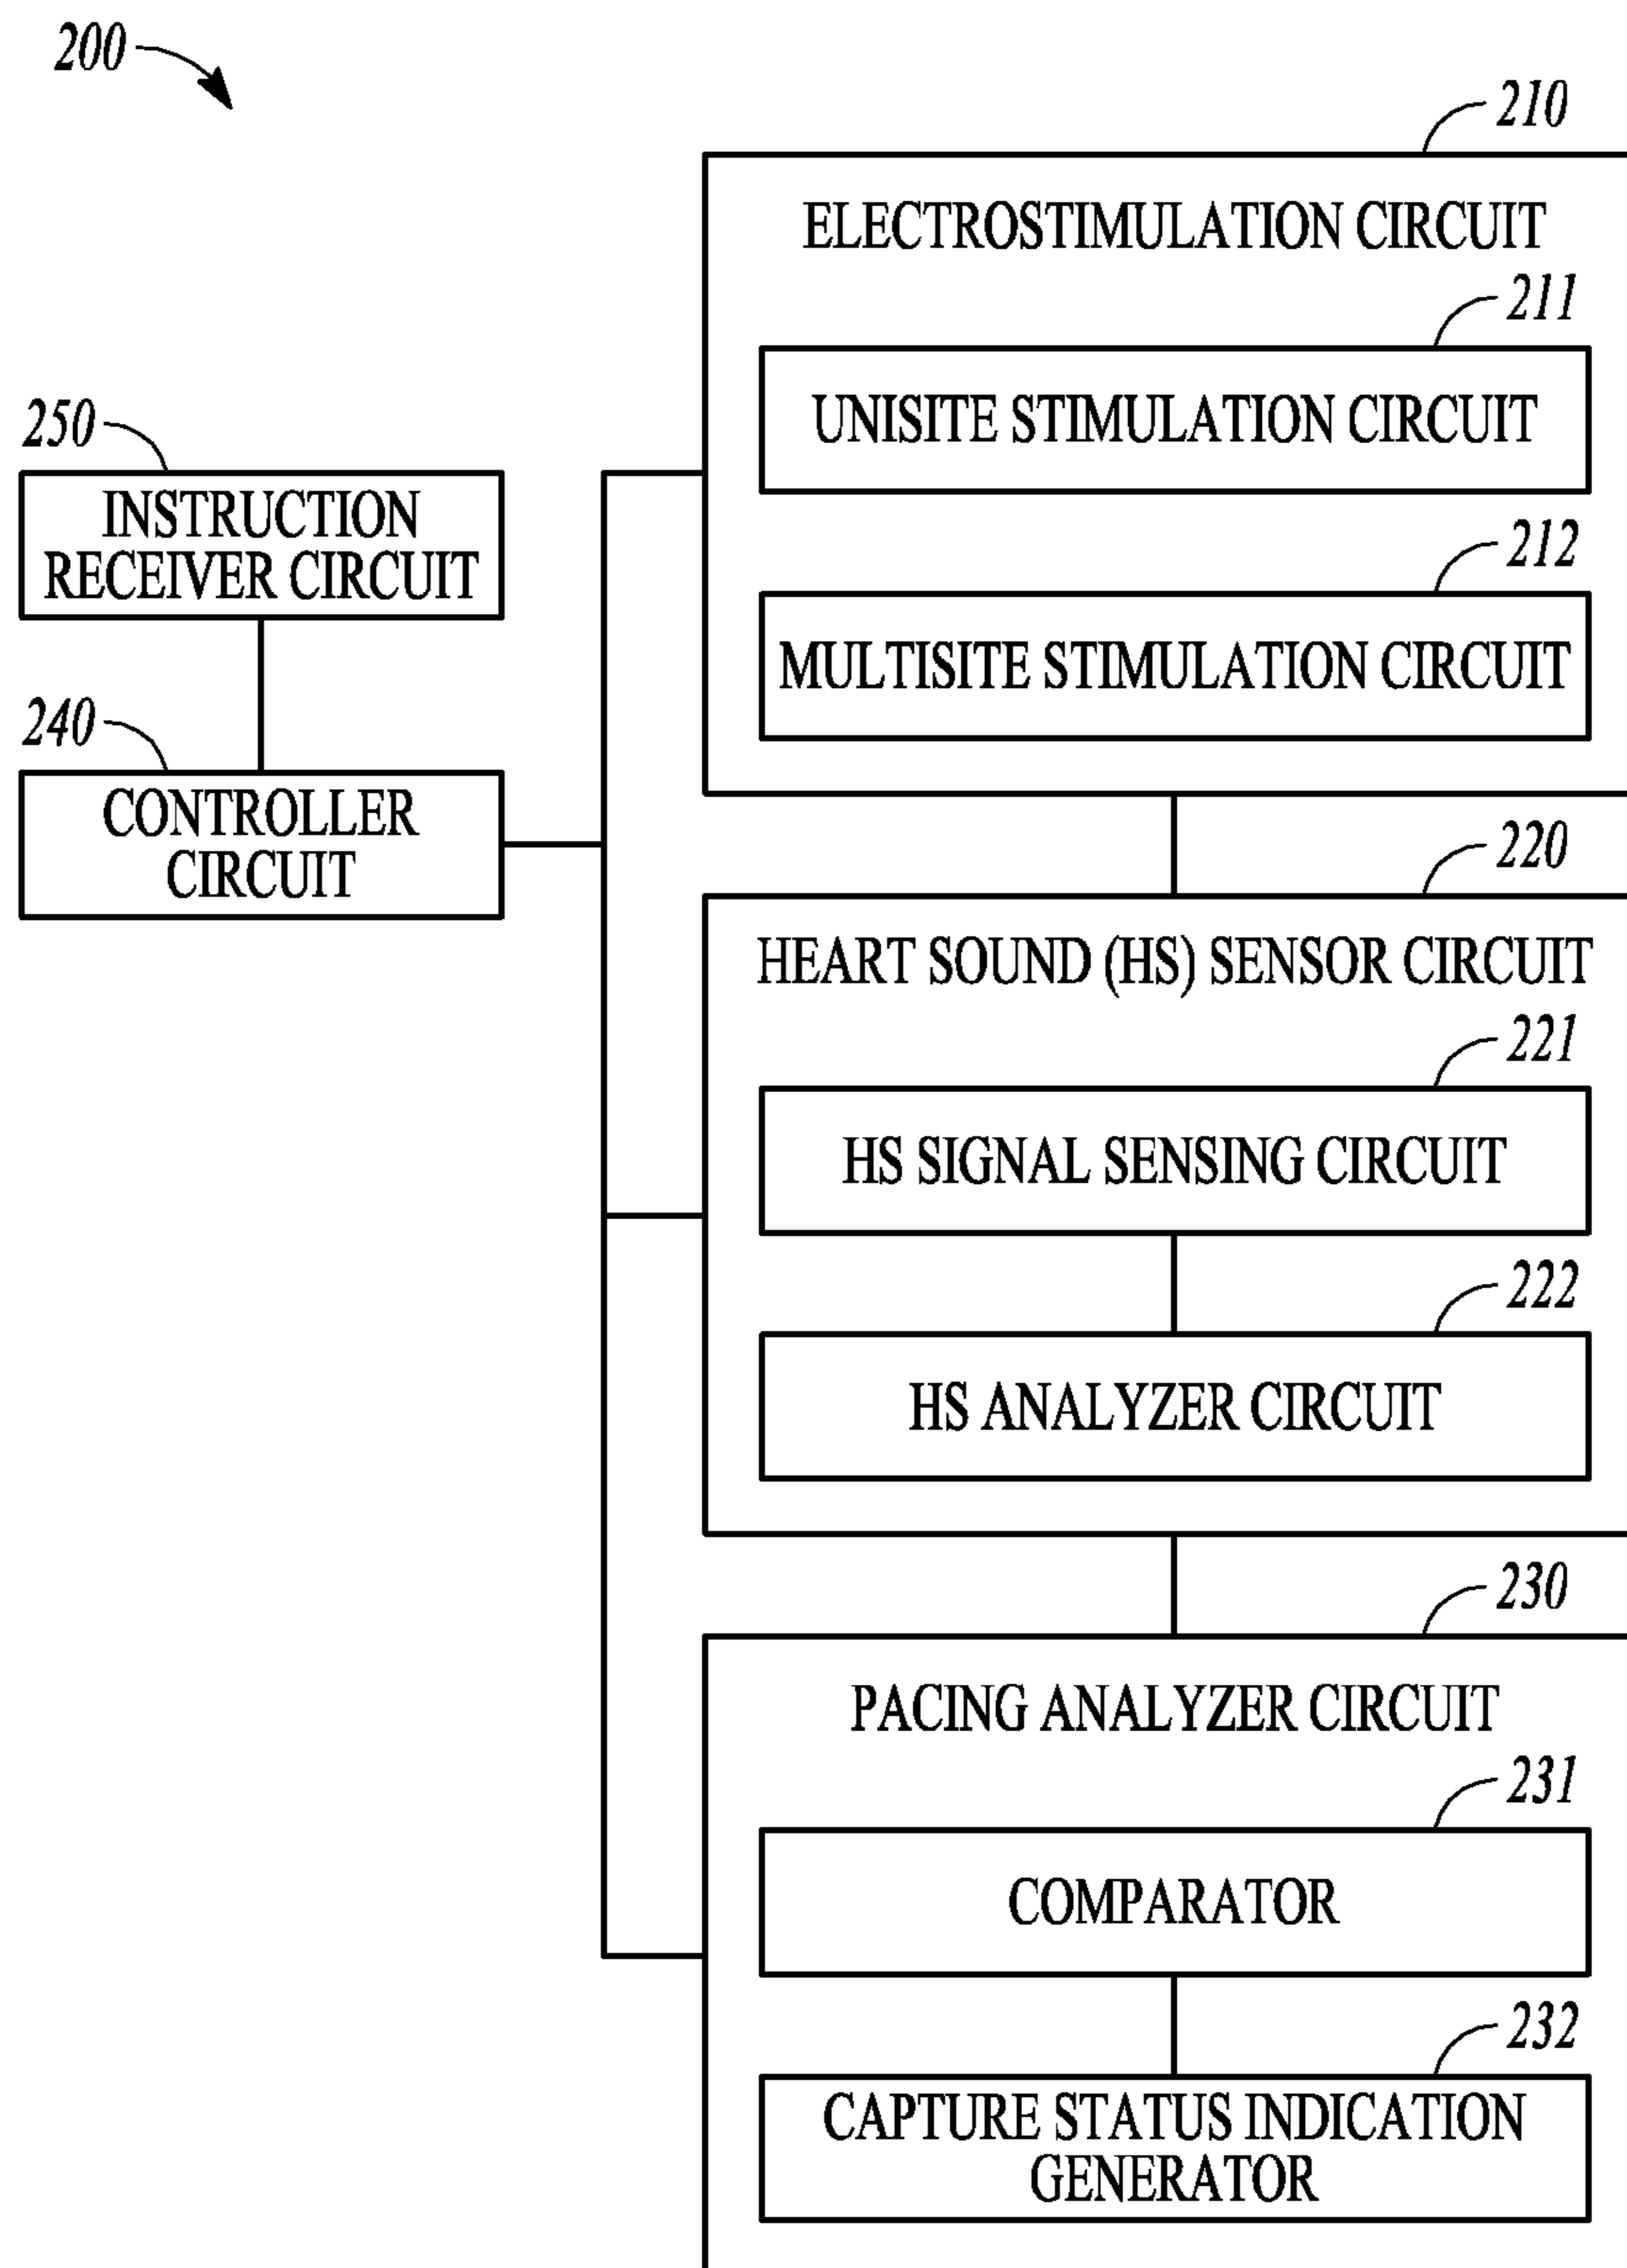 200
210
ELECTROSTIMULATION CIRCUIT
211
UNISITE STIMULATION CIRCUIT
212
MULTISITE STIMULATION CIRCUIT
250
INSTRUCTION
RECEIVER CIRCUIT
240
CONTROLLER
CIRCUIT
220
HEART SOUND (HS) SENSOR CIRCUIT
221
HS SIGNAL SENSING CIRCUIT
222
HS ANALYZER CIRCUIT
230
PACING ANALYZER CIRCUIT
231
COMPARATOR
232
CAPTURE STATUS INDICATION
GENERATOR